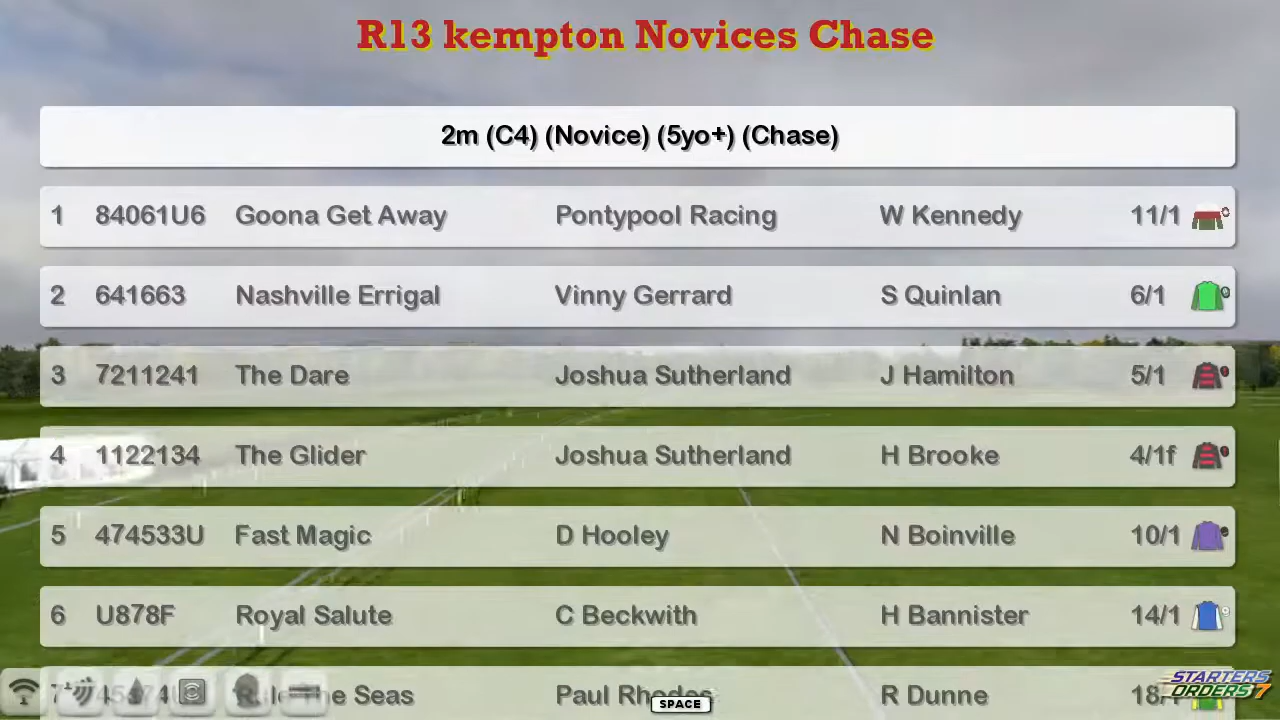 R13 kempton Novices Chase
2m (C4) (Novice) (5yo+) (Chase)
1 84061U6 Goona Get Away Pontypool Racing W Kennedy 11/1
2 641663 Nashville Errigal Vinny Gerrard S Quinlan 6/1
3 7211241 The Dare Joshua Sutherland J Hamilton 5/1
4 1122134 The Glider Joshua Sutherland H Brooke 4/1f
5 474533U Fast Magic D Hooley N Boinville 10/1
6 U878F Royal Salute C Beckwith H Bannister 14/1
7 The Seas Paul Rhodes R Dunne
SPACE
STARTERS
ORDERS 7